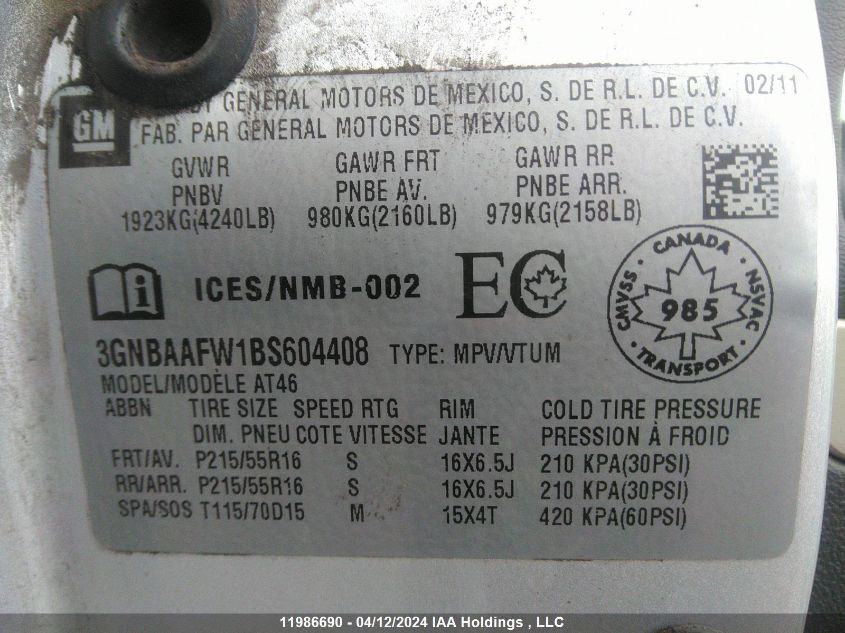 BY GENERAL MOTORS DE MEXICO, S. DE R.L. DE C.V. 02/11
GM
FAB. PAR GENERAL MOTORS DE MEXICO, S. DE R.L. DE C.V.
GVWR GAWR FRT GAWR RR
PNBV PNBE AV. PNBE ARR.
1923KG(4240LB) 980KG(2160LB) 979KG(2158LB)
ICES/NMB-002 EC
CANADA
CMVSS 985 NSVAC
TRANSPORT
3GNBAAFW1BS604408 TYPE: MPV/VTUM
MODEL/MODÈLE AT46
ABBN TIRE SIZE SPEED RTG RIM COLD TIRE PRESSURE
DIM. PNEU COTE VITESSE JANTE PRESSION À FROID
FRT/AV. P215/55R16 S 16X6.5J 210 KPA(30PSI)
RR/ARR. P215/55R16 S 16X6.5J 210 KPA(30PSI)
SPA/SOS T115/70D15 M 15X4T 420 KPA(60PSI)
11986690 - 04/12/2024 IAA Holdings , LLC